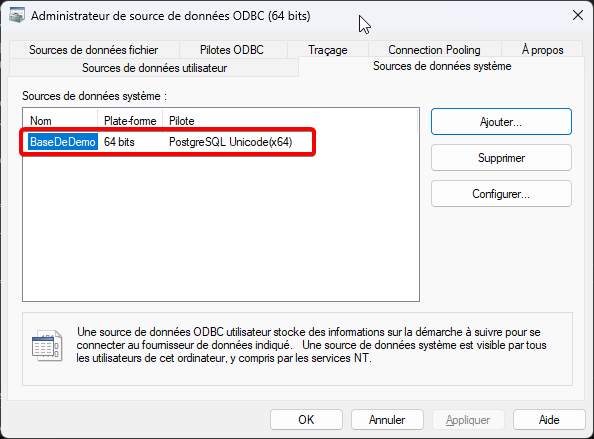 Administrateur de source de données ODBC (64 bits)
Sources de données fichier Pilotes ODBC Traçage Connection Pooling À propos
Sources de données utilisateur Sources de données système
Sources de données système :
Nom Plate-forme Pilote
BaseDeDemo 64 bits PostgreSQL Unicode(x64)
Ajouter...
Supprimer
Configurer...
Une source de données ODBC utilisateur stocke des informations sur la démarche à suivre pour se
connecter au fournisseur de données indiqué. Une source de données système est visible par tous
les utilisateurs de cet ordinateur, y compris par les services NT.
OK Annuler Appliquer Aide